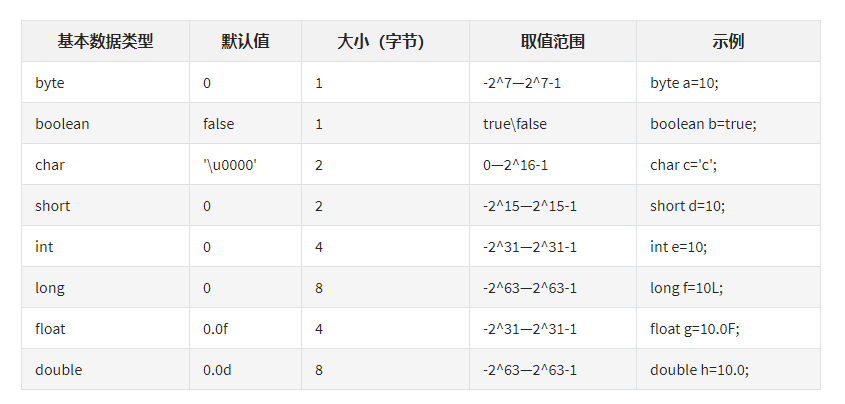 基本数据类型 默认值 大小（字节） 取值范围 示例
byte 0 1 -2^7—2^7-1 byte a=10;
boolean false 1 true\false boolean b=true;
char '\u0000' 2 0—2^16-1 char c='c';
short 0 2 -2^15—2^15-1 short d=10;
int 0 4 -2^31—2^31-1 int e=10;
long 0 8 -2^63—2^63-1 long f=10L;
float 0.0f 4 -2^31—2^31-1 float g=10.0F;
double 0.0d 8 -2^63—2^63-1 double h=10.0;